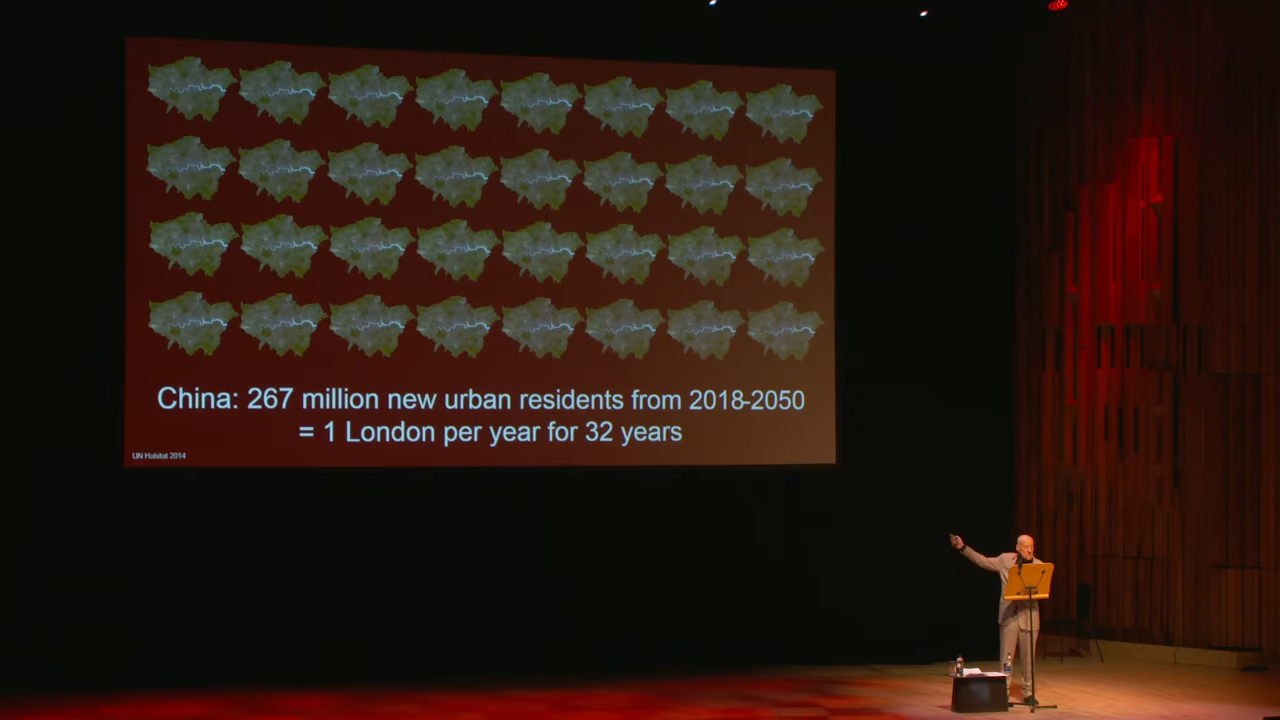 China: 267 million new urban residents from 2018-2050
= 1 London per year for 32 years
UN Habitat 2014